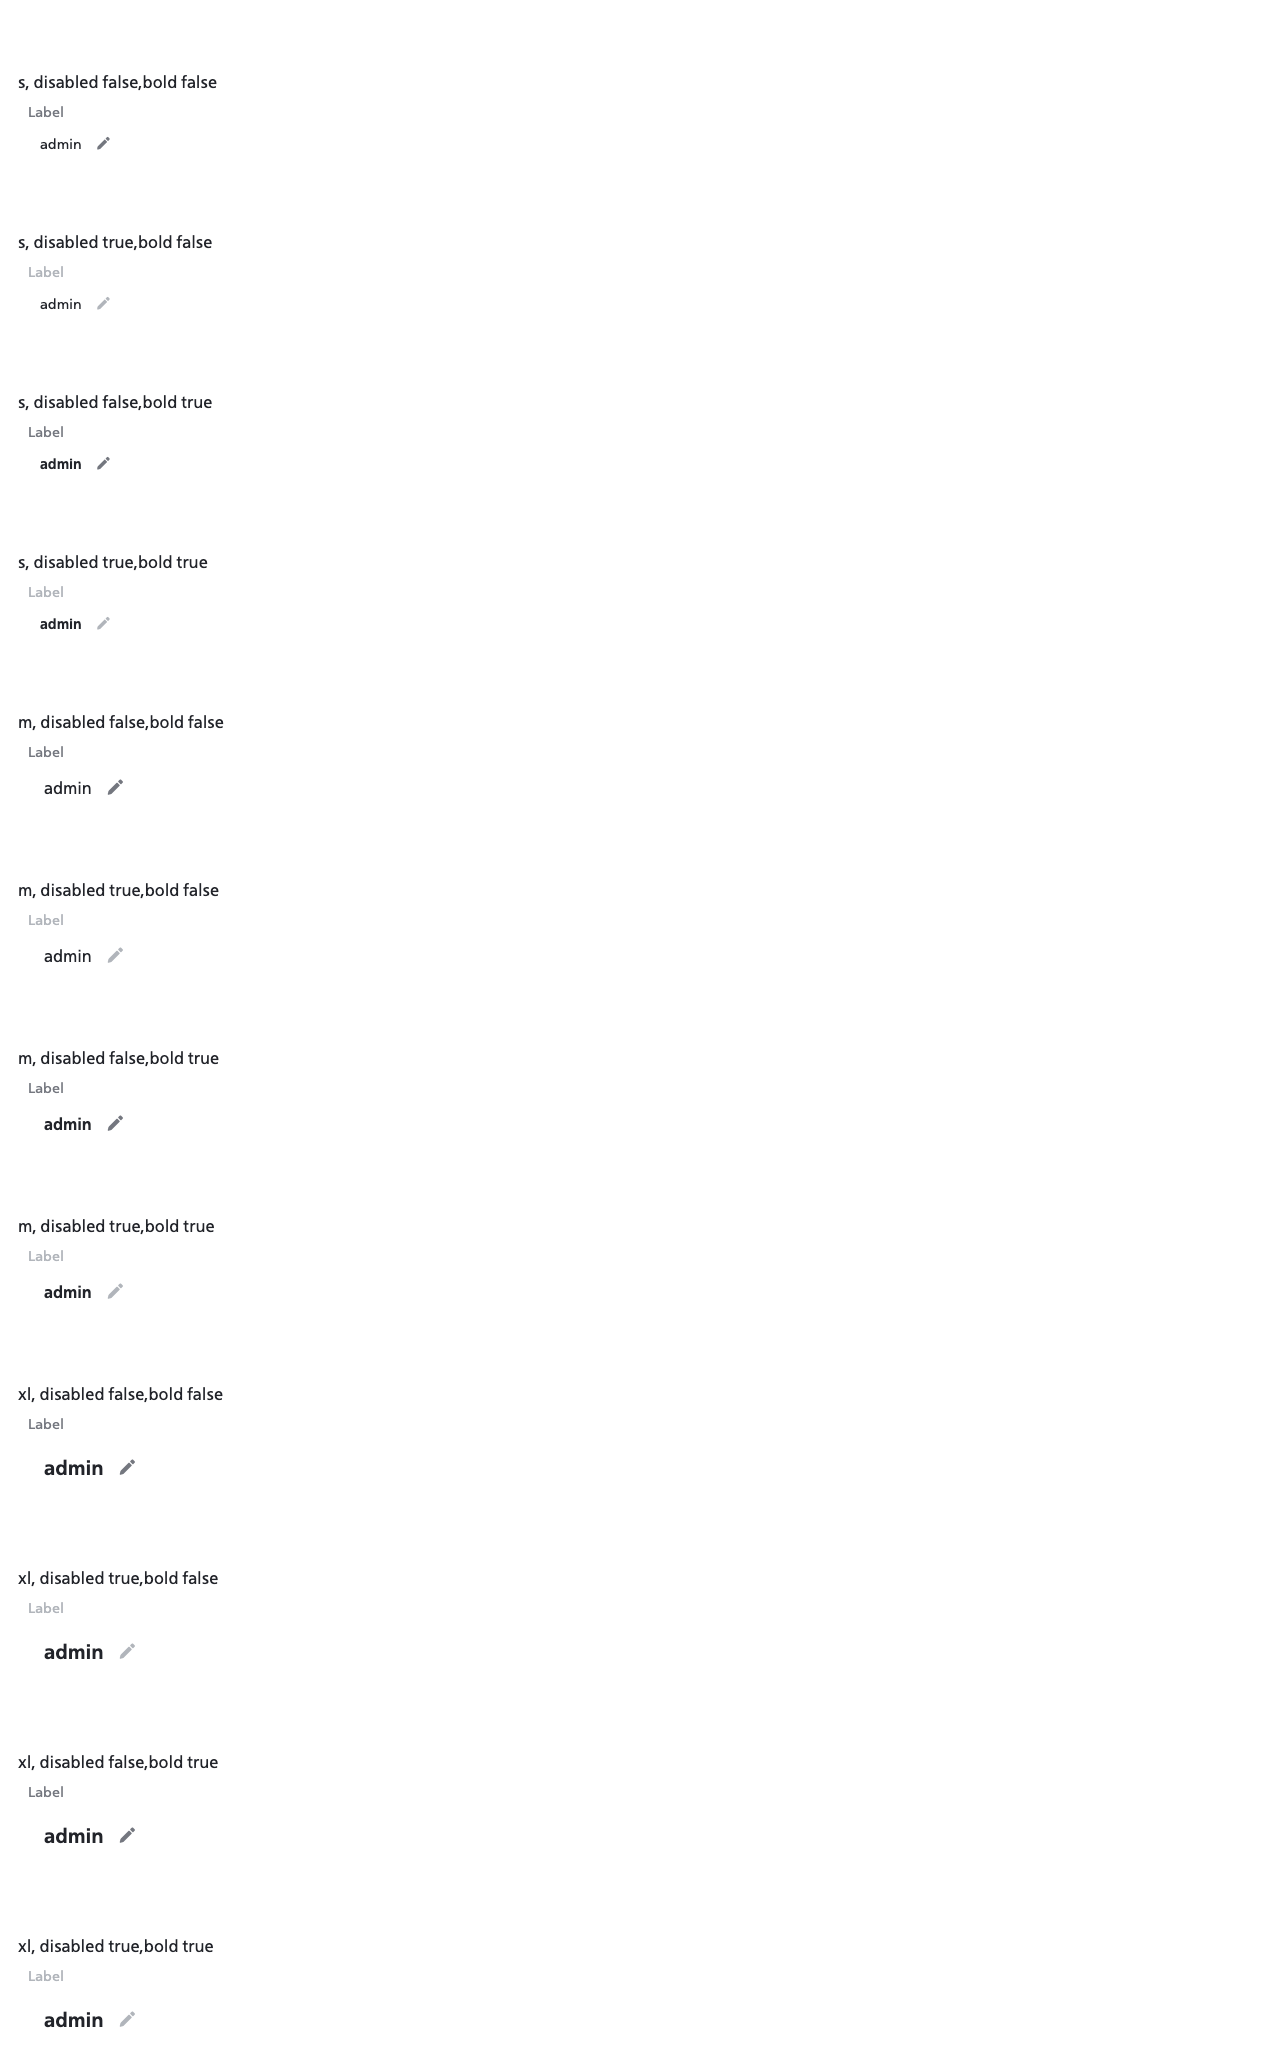 s, disabled false,bold false
Label
admin
s, disabled true,bold false
Label
admin
s, disabled false,bold true
Label
admin
s, disabled true,bold true
Label
admin
m, disabled false,bold false
Label
admin
m, disabled true,bold false
Label
admin
m, disabled false,bold true
Label
admin
m, disabled true,bold true
Label
admin
xl, disabled false,bold false
Label
admin
xl, disabled true,bold false
Label
admin
xl, disabled false,bold true
Label
admin
xl, disabled true,bold true
Label
admin